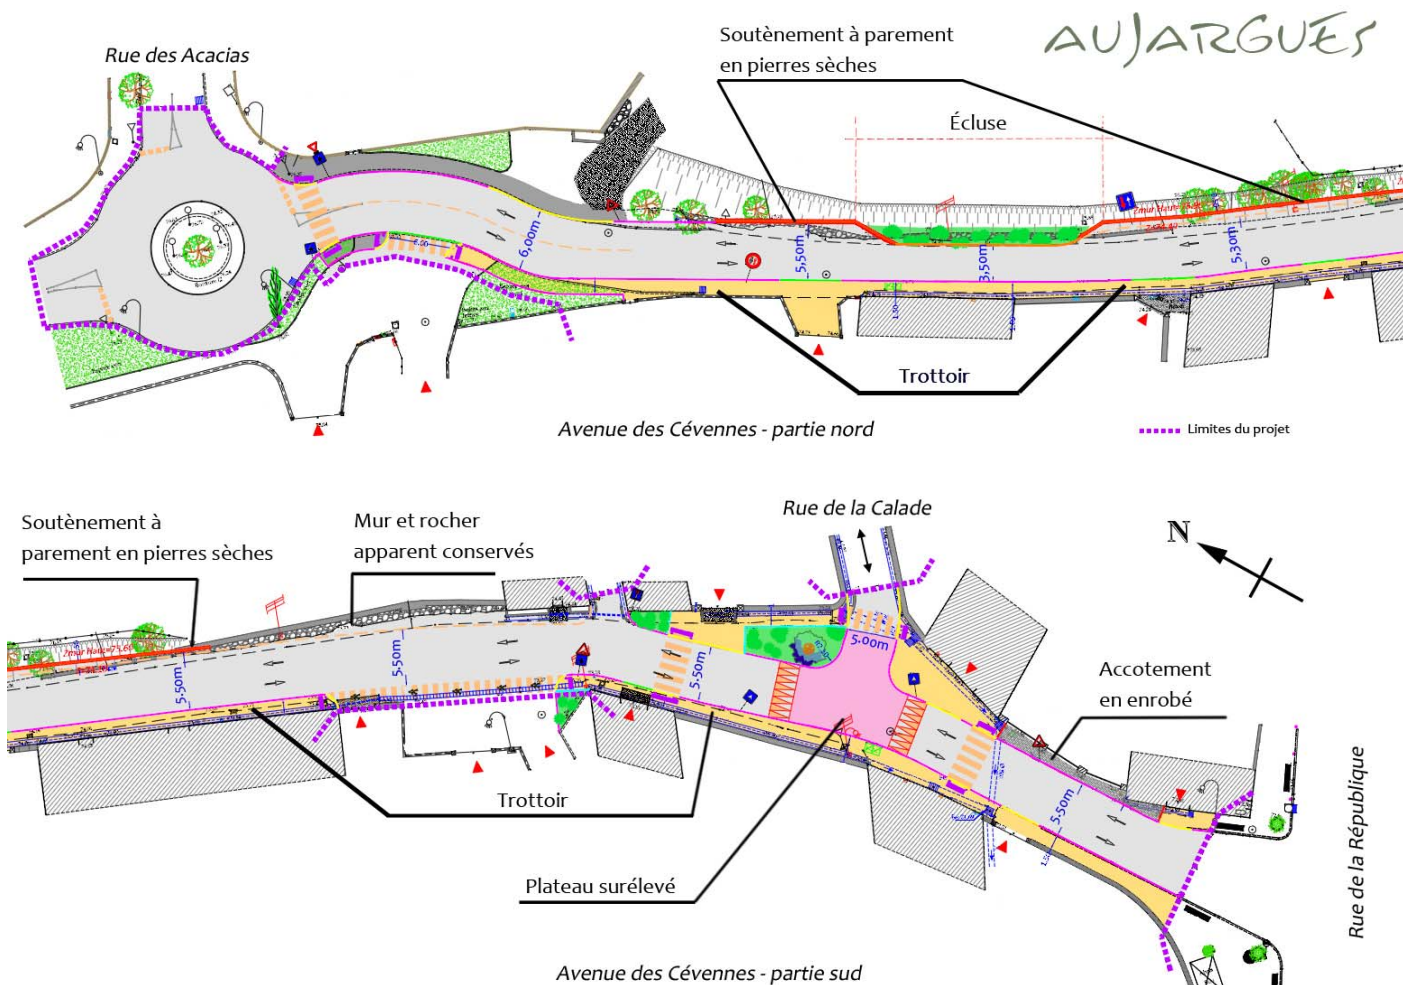 AUJARGUES
Rue des Acacias
Soutènement à parement
en pierres sèches
Écluse
6,00m
5,50m
3,50m
5,30m
Trottoir
Avenue des Cévennes - partie nord
Limites du projet
Rue de la Calade
Soutènement à
parement en pierres sèches
Mur et rocher
apparent conservés
N
5.50m
5.50m
5.50m
5.00m
5.50m
Accotement
en enrobé
Trottoir
Plateau surélevé
Rue de la République
Avenue des Cévennes - partie sud